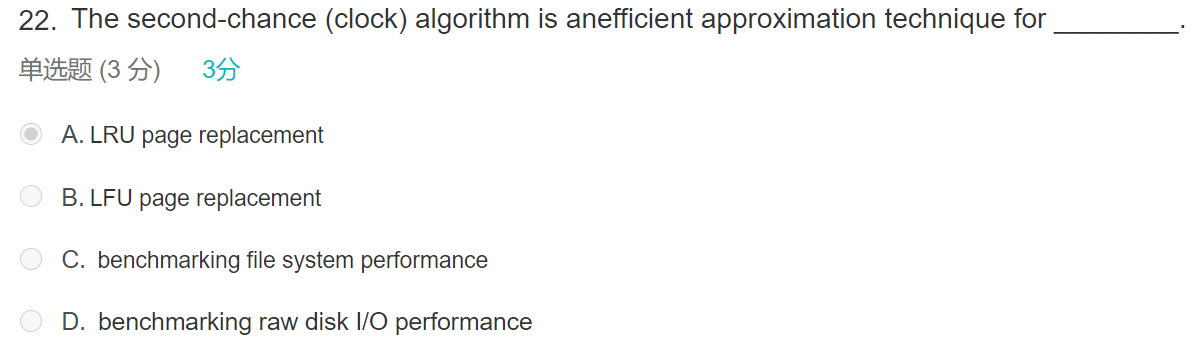 22. The second-chance (clock) algorithm is anefficient approximation technique for _________.
单选题 (3 分) 3分
A. LRU page replacement
B. LFU page replacement
C. benchmarking file system performance
D. benchmarking raw disk I/O performance